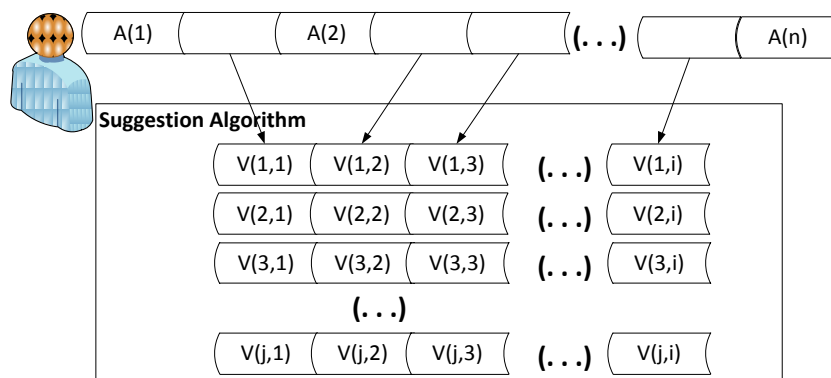 A(1) A(2) (...) A(n)
Suggestion Algorithm
V(1,1) V(1,2) V(1,3) (...) V(1,i)
V(2,1) V(2,2) V(2,3) (...) V(2,i)
V(3,1) V(3,2) V(3,3) (...) V(3,i)
(...)
V(j,1) V(j,2) V(j,3) (...) V(j,i)